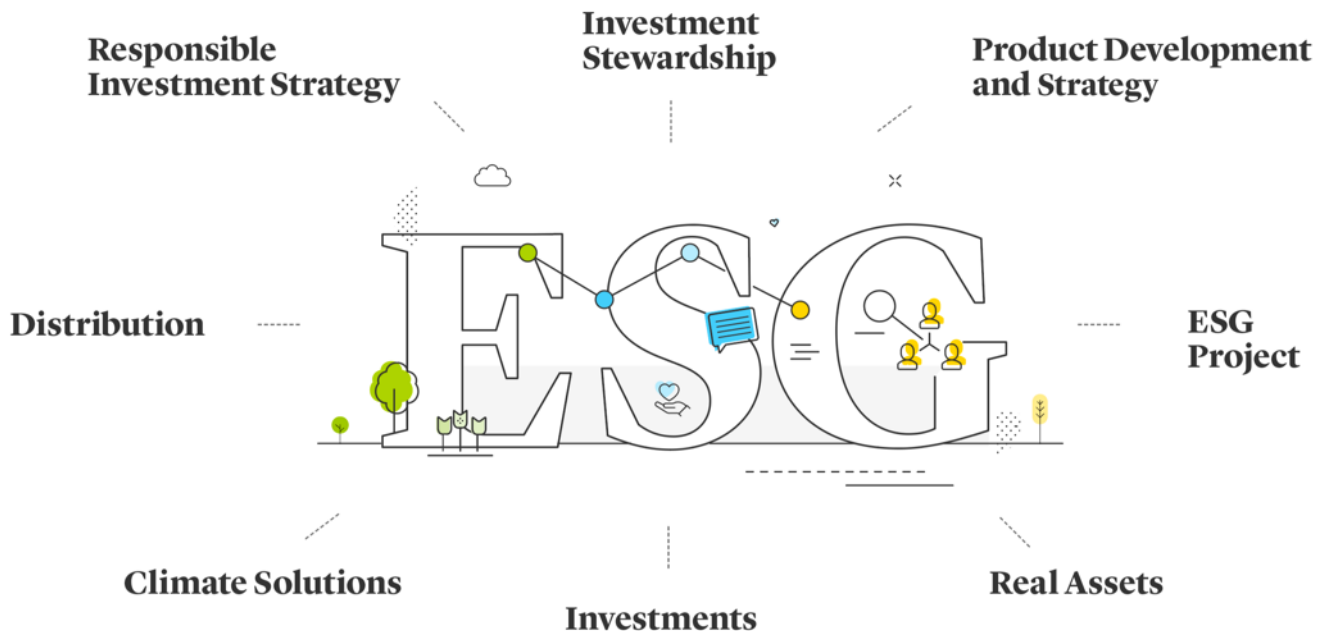 Responsible
Investment Strategy
Investment
Stewardship
Product Development
and Strategy
ESG
Distribution
ESG
Project
Climate Solutions
Investments
Real Assets